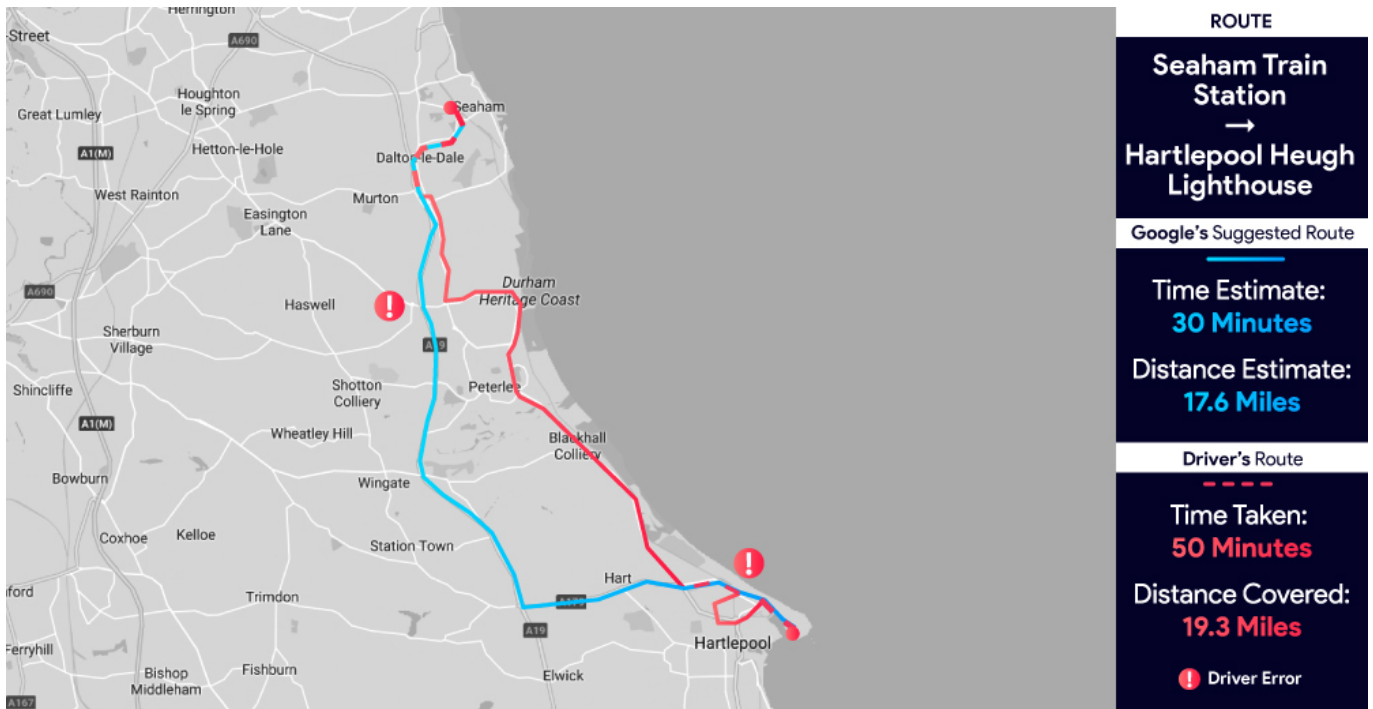 Herrington
-Street
A690
Seaham
Houghton
le Spring
Great Lumley
A1(M)
Hetton-le-Hole
Dalton-le-Dale
West Rainton
Murton
Easington
Lane
Durham
Heritage Coast
A690
Haswell
Sherburn
Village
A19
Shincliffe
Shotton
Colliery
Peterlee
A1(M)
Wheatley Hill
Blackhall
Colliery
Bowburn
Wingate
Coxhoe
Kelloe
Station Town
Hart
ford
Trimdon
A179
A19
Hartlepool
Ferryhill
Bishop
Middleham
Fishburn
Elwick
A167
ROUTE
Seaham Train
Station
→
Hartlepool Heugh
Lighthouse
Google's Suggested Route
Time Estimate:
30 Minutes
Distance Estimate:
17.6 Miles
Driver's Route
Time Taken:
50 Minutes
Distance Covered:
19.3 Miles
! Driver Error